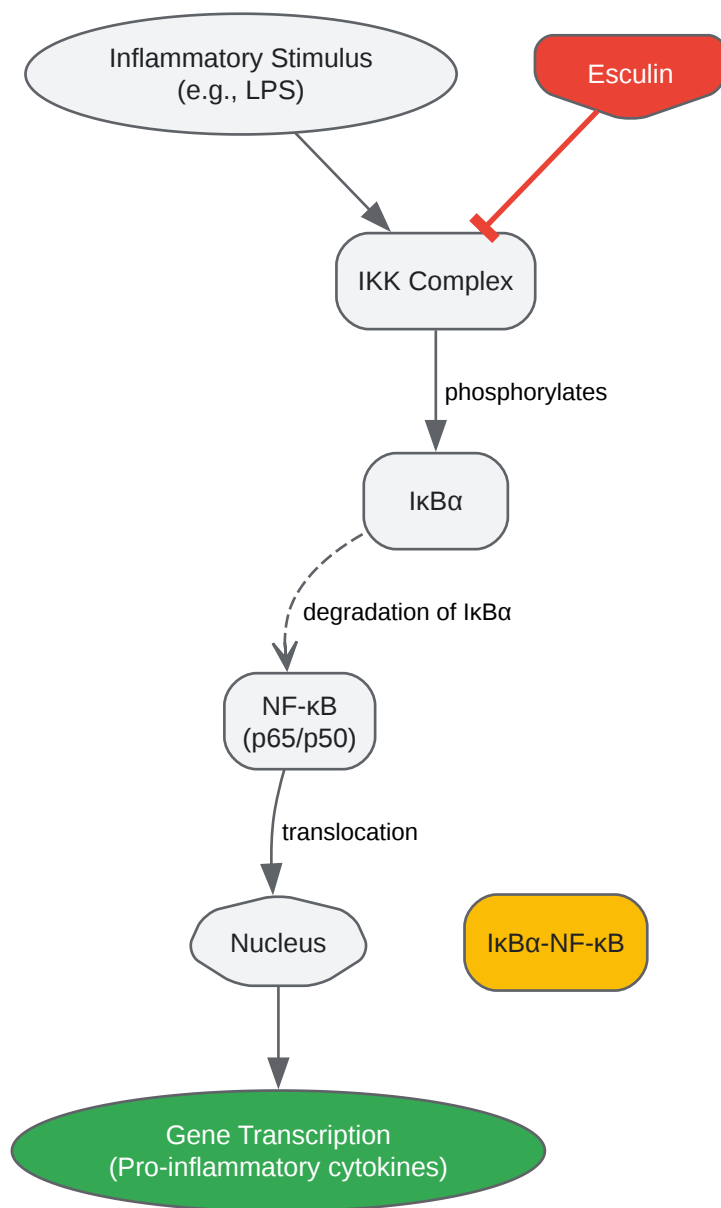 Inflammatory Stimulus
(e.g., LPS)
Esculin
IKK Complex
phosphorylates
IκBα
degradation of IκBα
NF-κB
(p65/p50)
translocation
Nucleus
IκBα-NF-κB
Gene Transcription
(Pro-inflammatory cytokines)